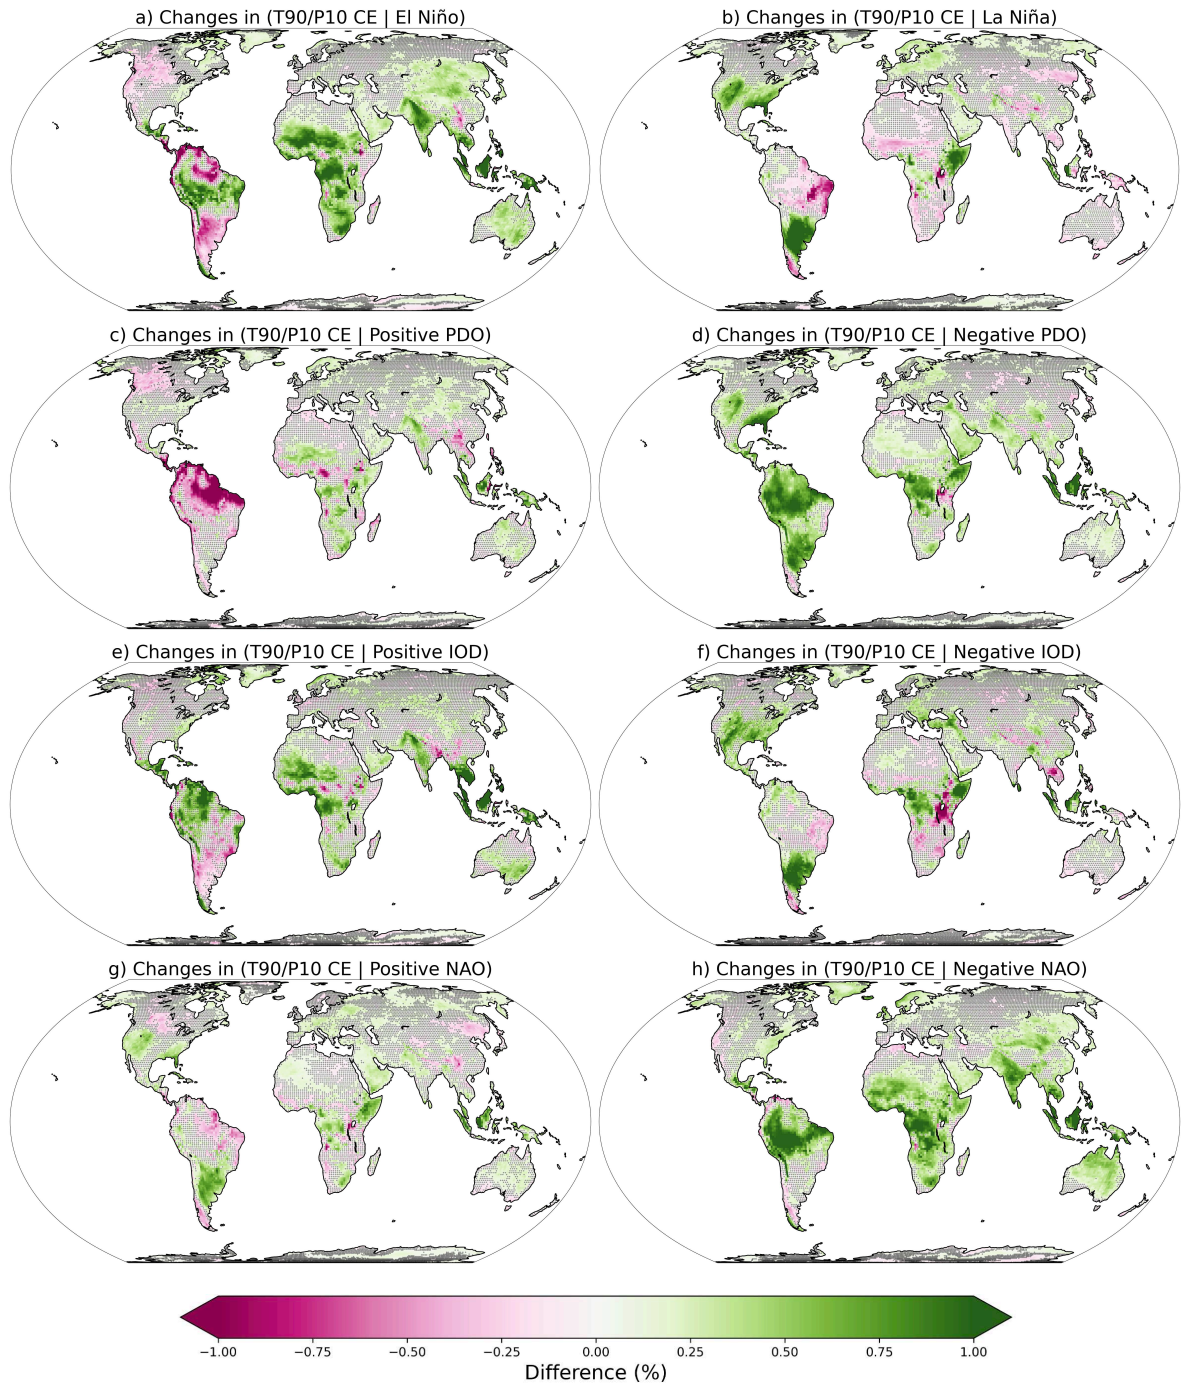 a) Changes in (T90/P10 CE | El Niño)
b) Changes in (T90/P10 CE | La Niña)
c) Changes in (T90/P10 CE | Positive PDO)
d) Changes in (T90/P10 CE | Negative PDO)
e) Changes in (T90/P10 CE | Positive IOD)
f) Changes in (T90/P10 CE | Negative IOD)
g) Changes in (T90/P10 CE | Positive NAO)
h) Changes in (T90/P10 CE | Negative NAO)
−1.00 −0.75 −0.50 −0.25 0.00 0.25 0.50 0.75 1.00
Difference (%)